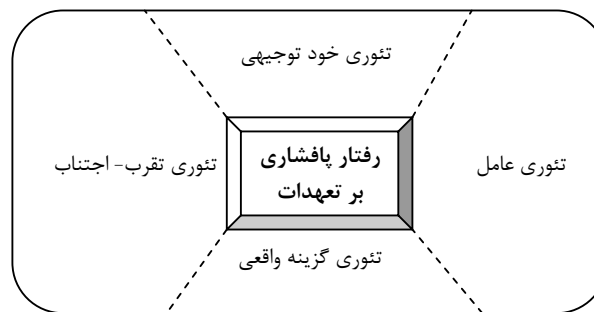 تئوری خود توجیهی
تئوری عامل
رفتار پافشاری
بر تعهدات
تئوری تقرب- اجتناب
تئوری گزینه واقعی